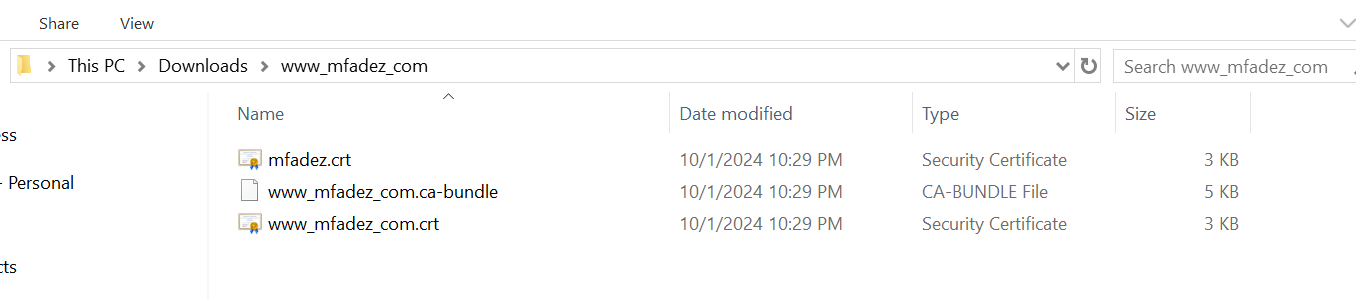 Share View
This PC Downloads www_mfadez_com Search www_mfadez_com
Name Date modified Type Size
ess
mfadez.crt 10/1/2024 10:29 PM Security Certificate 3 KB
- Personal
www_mfadez_com.ca-bundle 10/1/2024 10:29 PM CA-BUNDLE File 5 KB
www_mfadez_com.crt 10/1/2024 10:29 PM Security Certificate 3 KB
cts